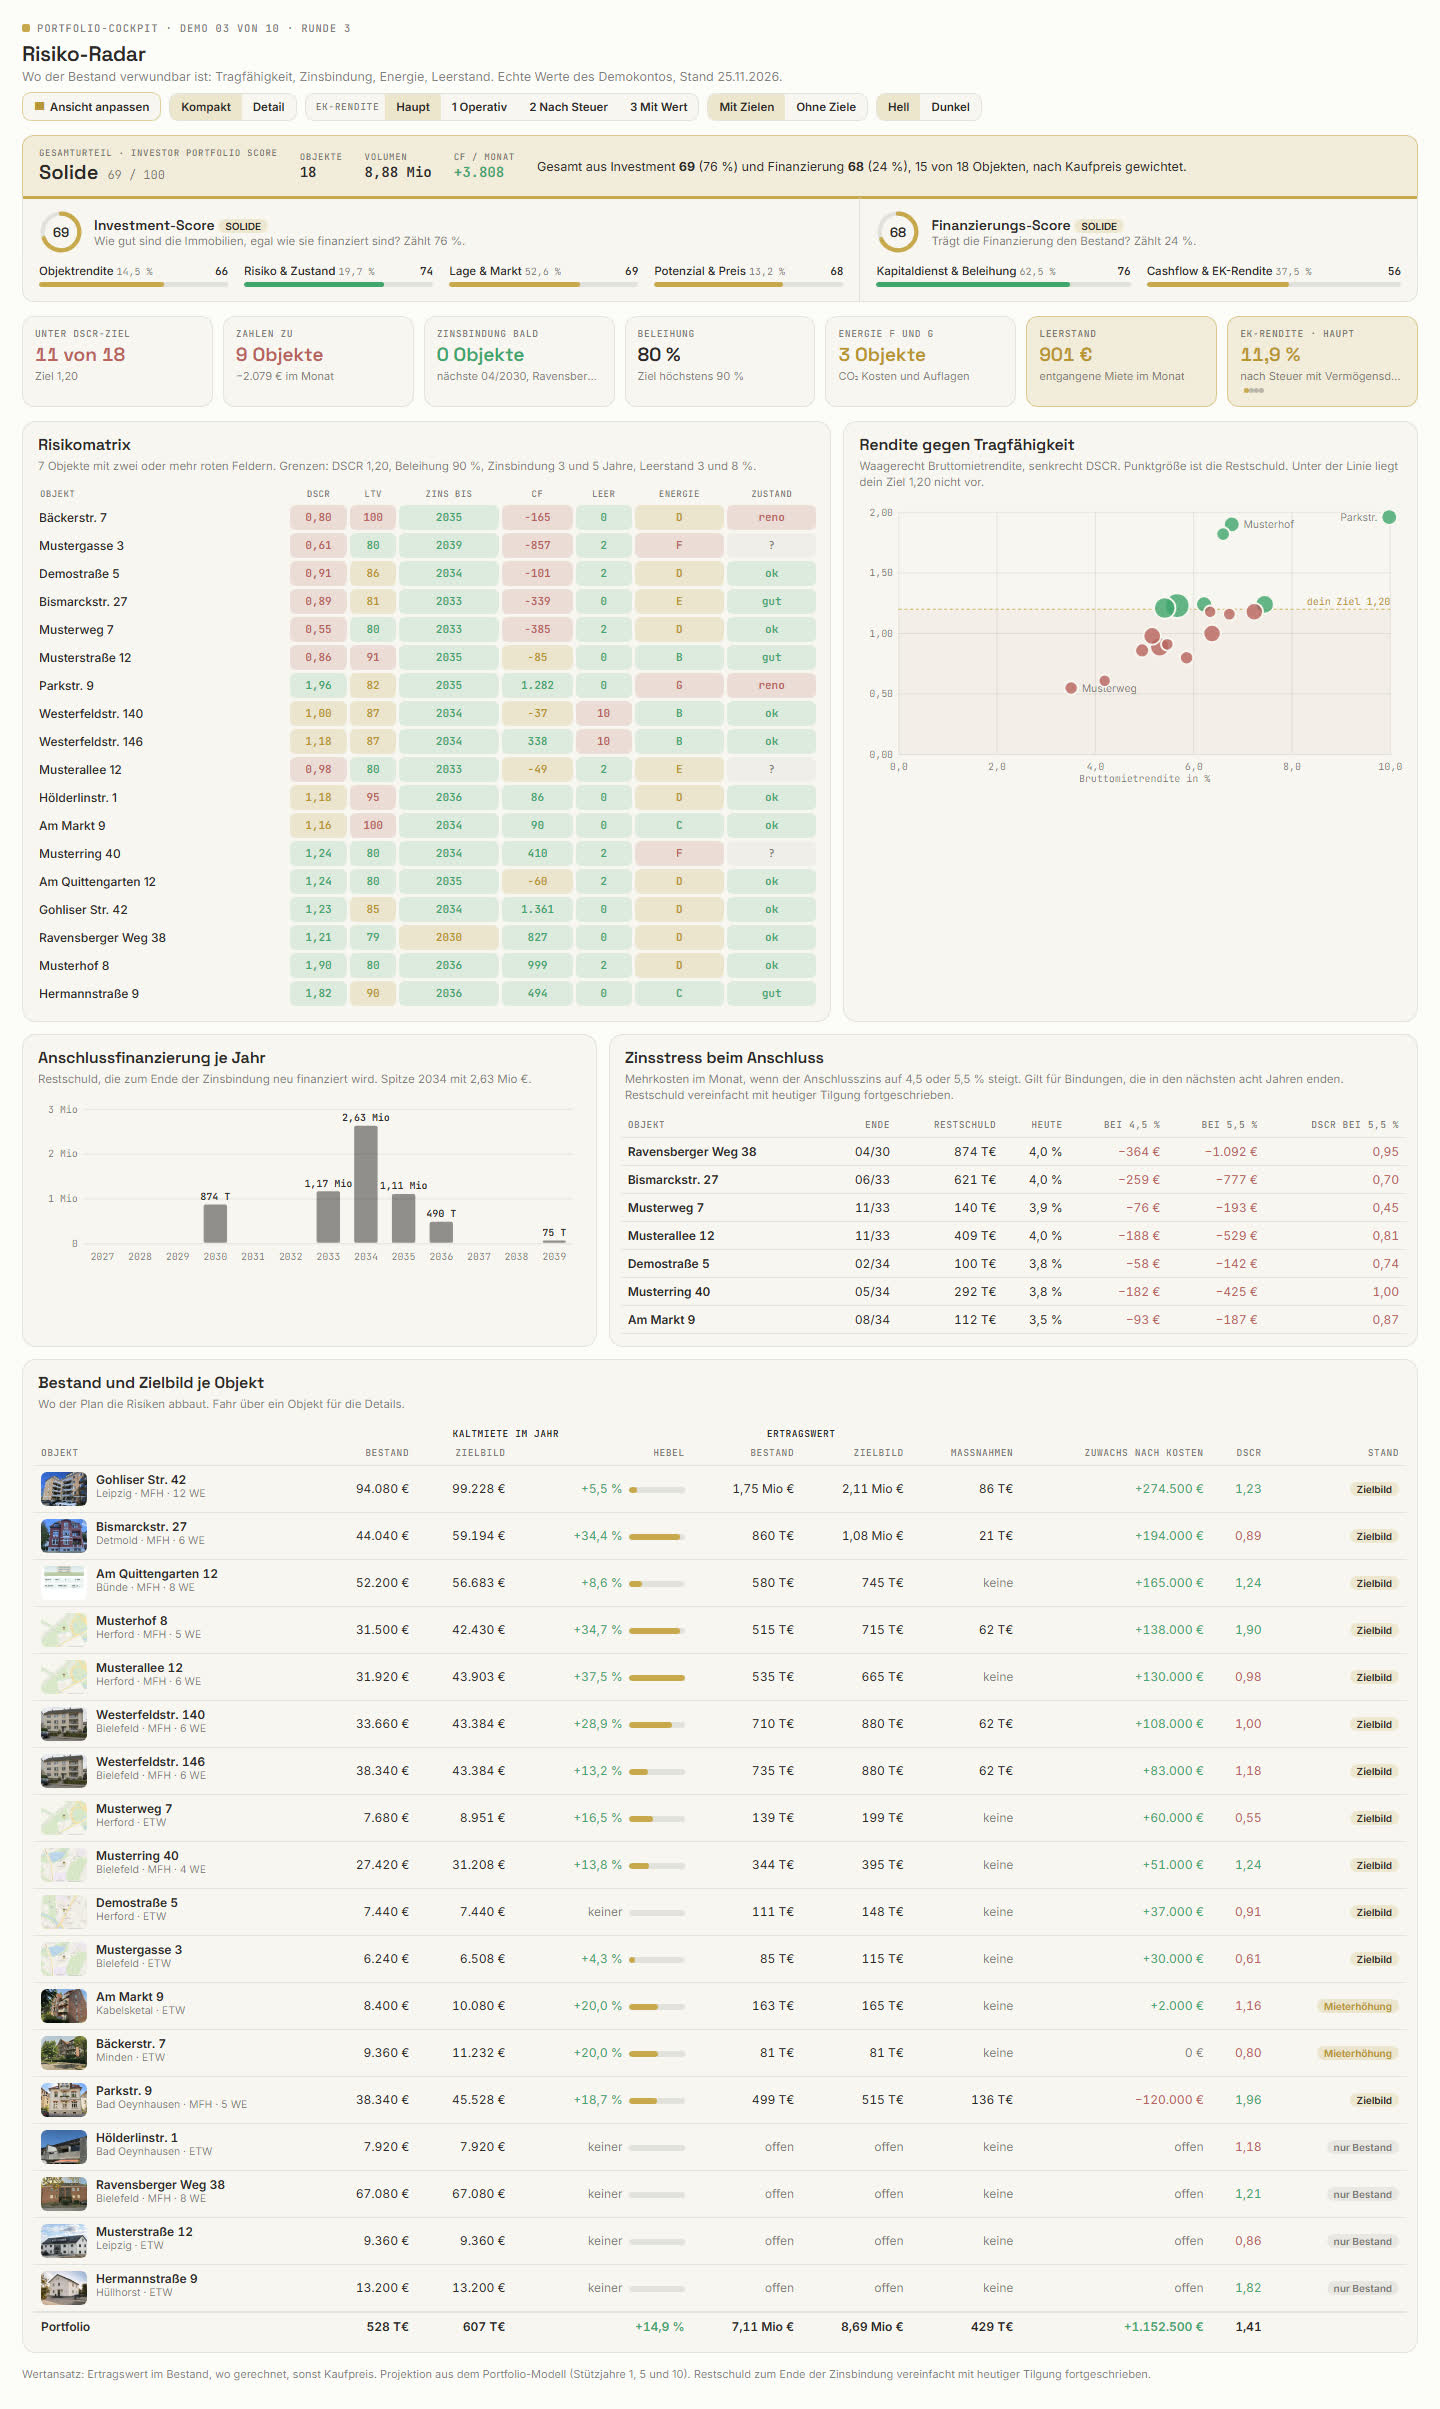 PORTFOLIO-COCKPIT · DEMO 03 VON 10 · RUNDE 3
Risiko-Radar
Wo der Bestand verwundbar ist: Tragfähigkeit, Zinsbindung, Energie, Leerstand. Echte Werte des Demokontos, Stand 25.11.2026.
Ansicht anpassen Kompakt Detail EK-RENDITE Haupt 1 Operativ 2 Nach Steuer 3 Mit Wert Mit Zielen Ohne Ziele Hell Dunkel
GESAMTURTEIL · INVESTOR PORTFOLIO SCORE OBJEKTE VOLUMEN CF / MONAT
Solide 69 / 100 18 8,88 Mio +3.808 Gesamt aus Investment 69 (76 %) und Finanzierung 68 (24 %), 15 von 18 Objekten, nach Kaufpreis gewichtet.
69 Investment-Score SOLIDE
Wie gut sind die Immobilien, egal wie sie finanziert sind? Zählt 76 %.
Objektrendite 14,5 % 66 Risiko & Zustand 19,7 % 74 Lage & Markt 52,6 % 69 Potenzial & Preis 13,2 % 68
68 Finanzierungs-Score SOLIDE
Trägt die Finanzierung den Bestand? Zählt 24 %.
Kapitaldienst & Beleihung 62,5 % 76 Cashflow & EK-Rendite 37,5 % 56
UNTER DSCR-ZIEL
11 von 18
Ziel 1,20
ZAHLEN ZU
9 Objekte
−2.079 € im Monat
ZINSBINDUNG BALD
0 Objekte
nächste 04/2030, Ravensber...
BELEIHUNG
80 %
Ziel höchstens 90 %
ENERGIE F UND G
3 Objekte
CO₂ Kosten und Auflagen
LEERSTAND
901 €
entgangene Miete im Monat
EK-RENDITE · HAUPT
11,9 %
nach Steuer mit Vermögensd...
Risikomatrix
7 Objekte mit zwei oder mehr roten Feldern. Grenzen: DSCR 1,20, Beleihung 90 %, Zinsbindung 3 und 5 Jahre, Leerstand 3 und 8 %.
OBJEKT DSCR LTV ZINS BIS CF LEER ENERGIE ZUSTAND
Bäckerstr. 7 0,80 100 2035 -165 0 D reno
Mustergasse 3 0,61 80 2039 -857 2 F ?
Demostraße 5 0,91 86 2034 -101 2 D ok
Bismarckstr. 27 0,89 81 2033 -339 0 E gut
Musterweg 7 0,55 80 2033 -385 2 D ok
Musterstraße 12 0,86 91 2035 -85 0 B gut
Parkstr. 9 1,96 82 2035 1.282 0 G reno
Westerfeldstr. 140 1,00 87 2034 -37 10 B ok
Westerfeldstr. 146 1,18 87 2034 338 10 B ok
Musterallee 12 0,98 80 2033 -49 2 E ?
Hölderlinstr. 1 1,18 95 2036 86 0 D ok
Am Markt 9 1,16 100 2034 90 0 C ok
Musterring 40 1,24 80 2034 410 2 F ?
Am Quittengarten 12 1,24 80 2035 -60 2 D ok
Gohliser Str. 42 1,23 85 2034 1.361 0 D ok
Ravensberger Weg 38 1,21 79 2030 827 0 D ok
Musterhof 8 1,90 80 2036 999 2 D ok
Hermannstraße 9 1,82 90 2036 494 0 C gut
Rendite gegen Tragfähigkeit
Waagerecht Bruttomietrendite, senkrecht DSCR. Punktgröße ist die Restschuld. Unter der Linie liegt
dein Ziel 1,20 nicht vor.
2,00
Musterhof Parkstr.
1,50
dein Ziel 1,20
1,00
0,50 Musterweg
0,00
0,0 2,0 4,0 6,0 8,0 10,0
Bruttomietrendite in %
Anschlussfinanzierung je Jahr
Restschuld, die zum Ende der Zinsbindung neu finanziert wird. Spitze 2034 mit 2,63 Mio €.
3 Mio
2,63 Mio
2 Mio
1,17 Mio 1,11 Mio
1 Mio 874 T
490 T
75 T
0
2027 2028 2029 2030 2031 2032 2033 2034 2035 2036 2037 2038 2039
Zinsstress beim Anschluss
Mehrkosten im Monat, wenn der Anschlusszins auf 4,5 oder 5,5 % steigt. Gilt für Bindungen, die in den nächsten acht Jahren enden.
Restschuld vereinfacht mit heutiger Tilgung fortgeschrieben.
OBJEKT ENDE RESTSCHULD HEUTE BEI 4,5 % BEI 5,5 % DSCR BEI 5,5 %
Ravensberger Weg 38 04/30 874 T€ 4,0 % −364 € −1.092 € 0,95
Bismarckstr. 27 06/33 621 T€ 4,0 % −259 € −777 € 0,70
Musterweg 7 11/33 140 T€ 3,9 % −76 € −193 € 0,45
Musterallee 12 11/33 409 T€ 4,0 % −188 € −529 € 0,81
Demostraße 5 02/34 100 T€ 3,8 % −58 € −142 € 0,74
Musterring 40 05/34 292 T€ 3,8 % −182 € −425 € 1,00
Am Markt 9 08/34 112 T€ 3,5 % −93 € −187 € 0,87
Bestand und Zielbild je Objekt
Wo der Plan die Risiken abbaut. Fahr über ein Objekt für die Details.
KALTMIETE IM JAHR ERTRAGSWERT
OBJEKT BESTAND ZIELBILD HEBEL BESTAND ZIELBILD MASSNAHMEN ZUWACHS NACH KOSTEN DSCR STAND
Gohliser Str. 42 94.080 € 99.228 € +5,5 % 1,75 Mio € 2,11 Mio € 86 T€ +274.500 € 1,23 Zielbild
Leipzig · MFH · 12 WE
Bismarckstr. 27 44.040 € 59.194 € +34,4 % 860 T€ 1,08 Mio € 21 T€ +194.000 € 0,89 Zielbild
Detmold · MFH · 6 WE
Am Quittengarten 12 52.200 € 56.683 € +8,6 % 580 T€ 745 T€ keine +165.000 € 1,24 Zielbild
Bünde · MFH · 8 WE
Musterhof 8 31.500 € 42.430 € +34,7 % 515 T€ 715 T€ 62 T€ +138.000 € 1,90 Zielbild
Herford · MFH · 5 WE
Musterallee 12 31.920 € 43.903 € +37,5 % 535 T€ 665 T€ keine +130.000 € 0,98 Zielbild
Herford · MFH · 6 WE
Westerfeldstr. 140 33.660 € 43.384 € +28,9 % 710 T€ 880 T€ 62 T€ +108.000 € 1,00 Zielbild
Bielefeld · MFH · 6 WE
Westerfeldstr. 146 38.340 € 43.384 € +13,2 % 735 T€ 880 T€ 62 T€ +83.000 € 1,18 Zielbild
Bielefeld · MFH · 6 WE
Musterweg 7 7.680 € 8.951 € +16,5 % 139 T€ 199 T€ keine +60.000 € 0,55 Zielbild
Herford · ETW
Musterring 40 27.420 € 31.208 € +13,8 % 344 T€ 395 T€ keine +51.000 € 1,24 Zielbild
Bielefeld · MFH · 4 WE
Demostraße 5 7.440 € 7.440 € keiner 111 T€ 148 T€ keine +37.000 € 0,91 Zielbild
Herford · ETW
Mustergasse 3 6.240 € 6.508 € +4,3 % 85 T€ 115 T€ keine +30.000 € 0,61 Zielbild
Bielefeld · ETW
Am Markt 9 8.400 € 10.080 € +20,0 % 163 T€ 165 T€ keine +2.000 € 1,16 Mieterhöhung
Kabelsketal · ETW
Bäckerstr. 7 9.360 € 11.232 € +20,0 % 81 T€ 81 T€ keine 0 € 0,80 Mieterhöhung
Minden · ETW
Parkstr. 9 38.340 € 45.528 € +18,7 % 499 T€ 515 T€ 136 T€ −120.000 € 1,96 Zielbild
Bad Oeynhausen · MFH · 5 WE
Hölderlinstr. 1 7.920 € 7.920 € keiner offen offen keine offen 1,18 nur Bestand
Bad Oeynhausen · ETW
Ravensberger Weg 38 67.080 € 67.080 € keiner offen offen keine offen 1,21 nur Bestand
Bielefeld · MFH · 8 WE
Musterstraße 12 9.360 € 9.360 € keiner offen offen keine offen 0,86 nur Bestand
Leipzig · ETW
Hermannstraße 9 13.200 € 13.200 € keiner offen offen keine offen 1,82 nur Bestand
Hüllhorst · ETW
Portfolio 528 T€ 607 T€ +14,9 % 7,11 Mio € 8,69 Mio € 429 T€ +1.152.500 € 1,41
Wertansatz: Ertragswert im Bestand, wo gerechnet, sonst Kaufpreis. Projektion aus dem Portfolio-Modell (Stützjahre 1, 5 und 10). Restschuld zum Ende der Zinsbindung vereinfacht mit heutiger Tilgung fortgeschrieben.